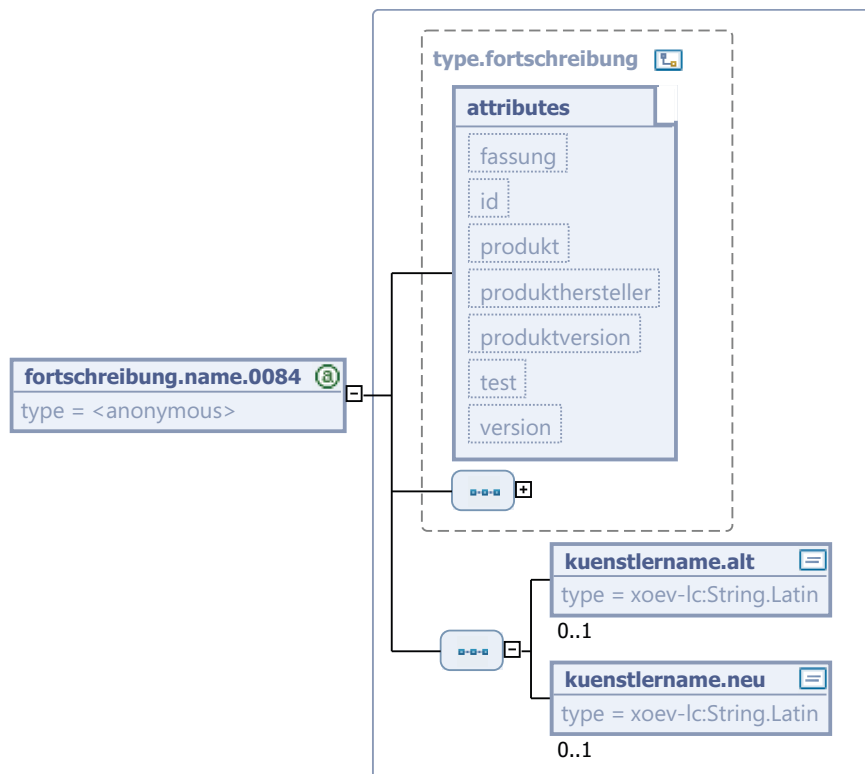 type.fortschreibung
attributes
fassung
id
produkt
produkthersteller
produktversion
test
version
fortschreibung.name.0084
type = <anonymous>
kuenstlername.alt
type = xoev-lc:String.Latin
0..1
kuenstlername.neu
type = xoev-lc:String.Latin
0..1